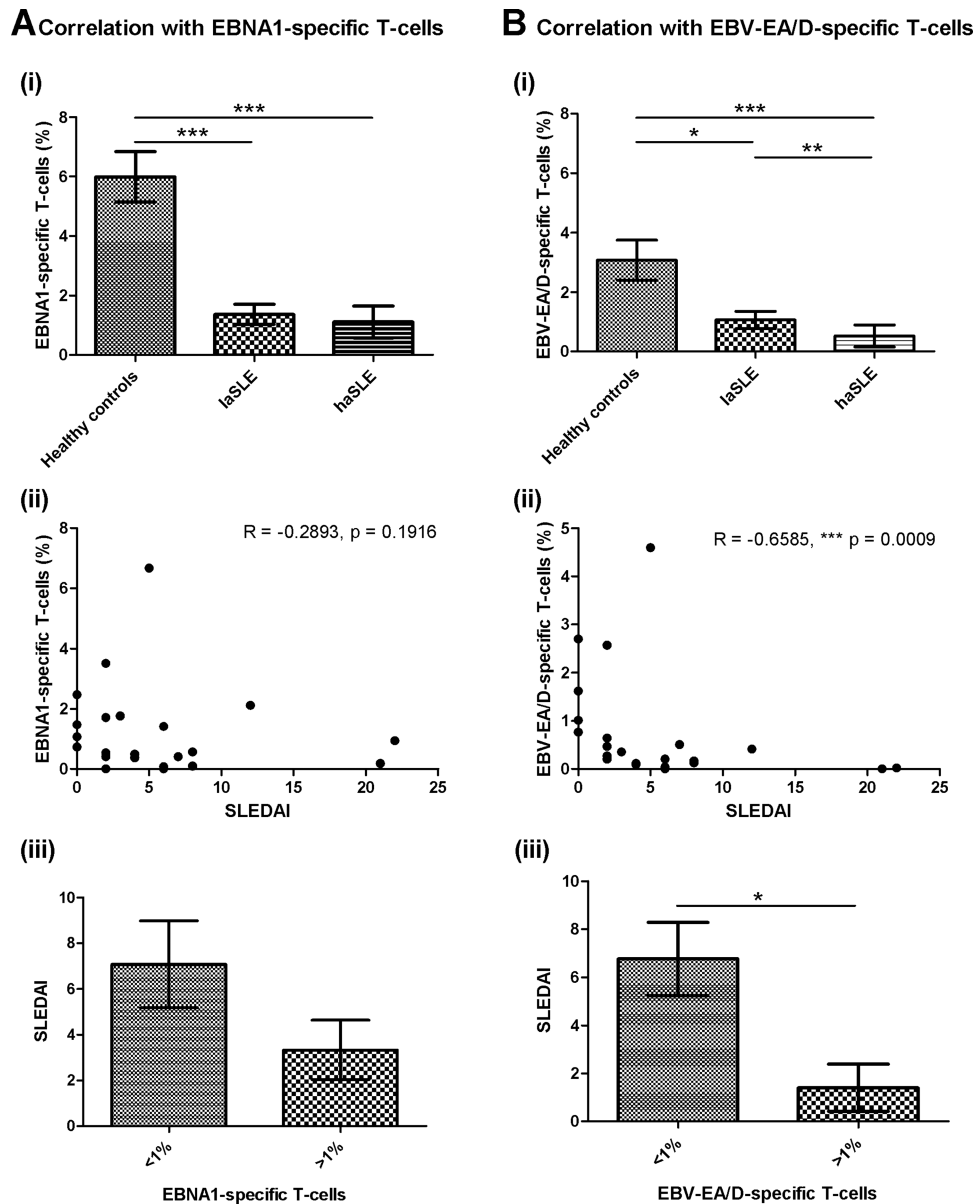 A Correlation with EBNA1-specific T-cells
(i)
EBNA1-specific T-cells (%)
8
6
4
2
0
***
***
Healthy controls
laSLE
haSLE
(ii)
EBNA1-specific T-cells (%)
8
6
4
2
0
R = -0.2893, p = 0.1916
0 5 10 15 20 25
SLEDAI
(iii)
SLEDAI
10
8
6
4
2
0
<1%
>1%
EBNA1-specific T-cells
B Correlation with EBV-EA/D-specific T-cells
(i)
EBV-EA/D-specific T-cells (%)
8
6
4
2
0
***
*
**
Healthy controls
laSLE
haSLE
(ii)
EBV-EA/D-specific T-cells (%)
5
4
3
2
1
0
R = -0.6585, *** p = 0.0009
0 5 10 15 20 25
SLEDAI
(iii)
SLEDAI
10
8
6
4
2
0
*
<1%
>1%
EBV-EA/D-specific T-cells